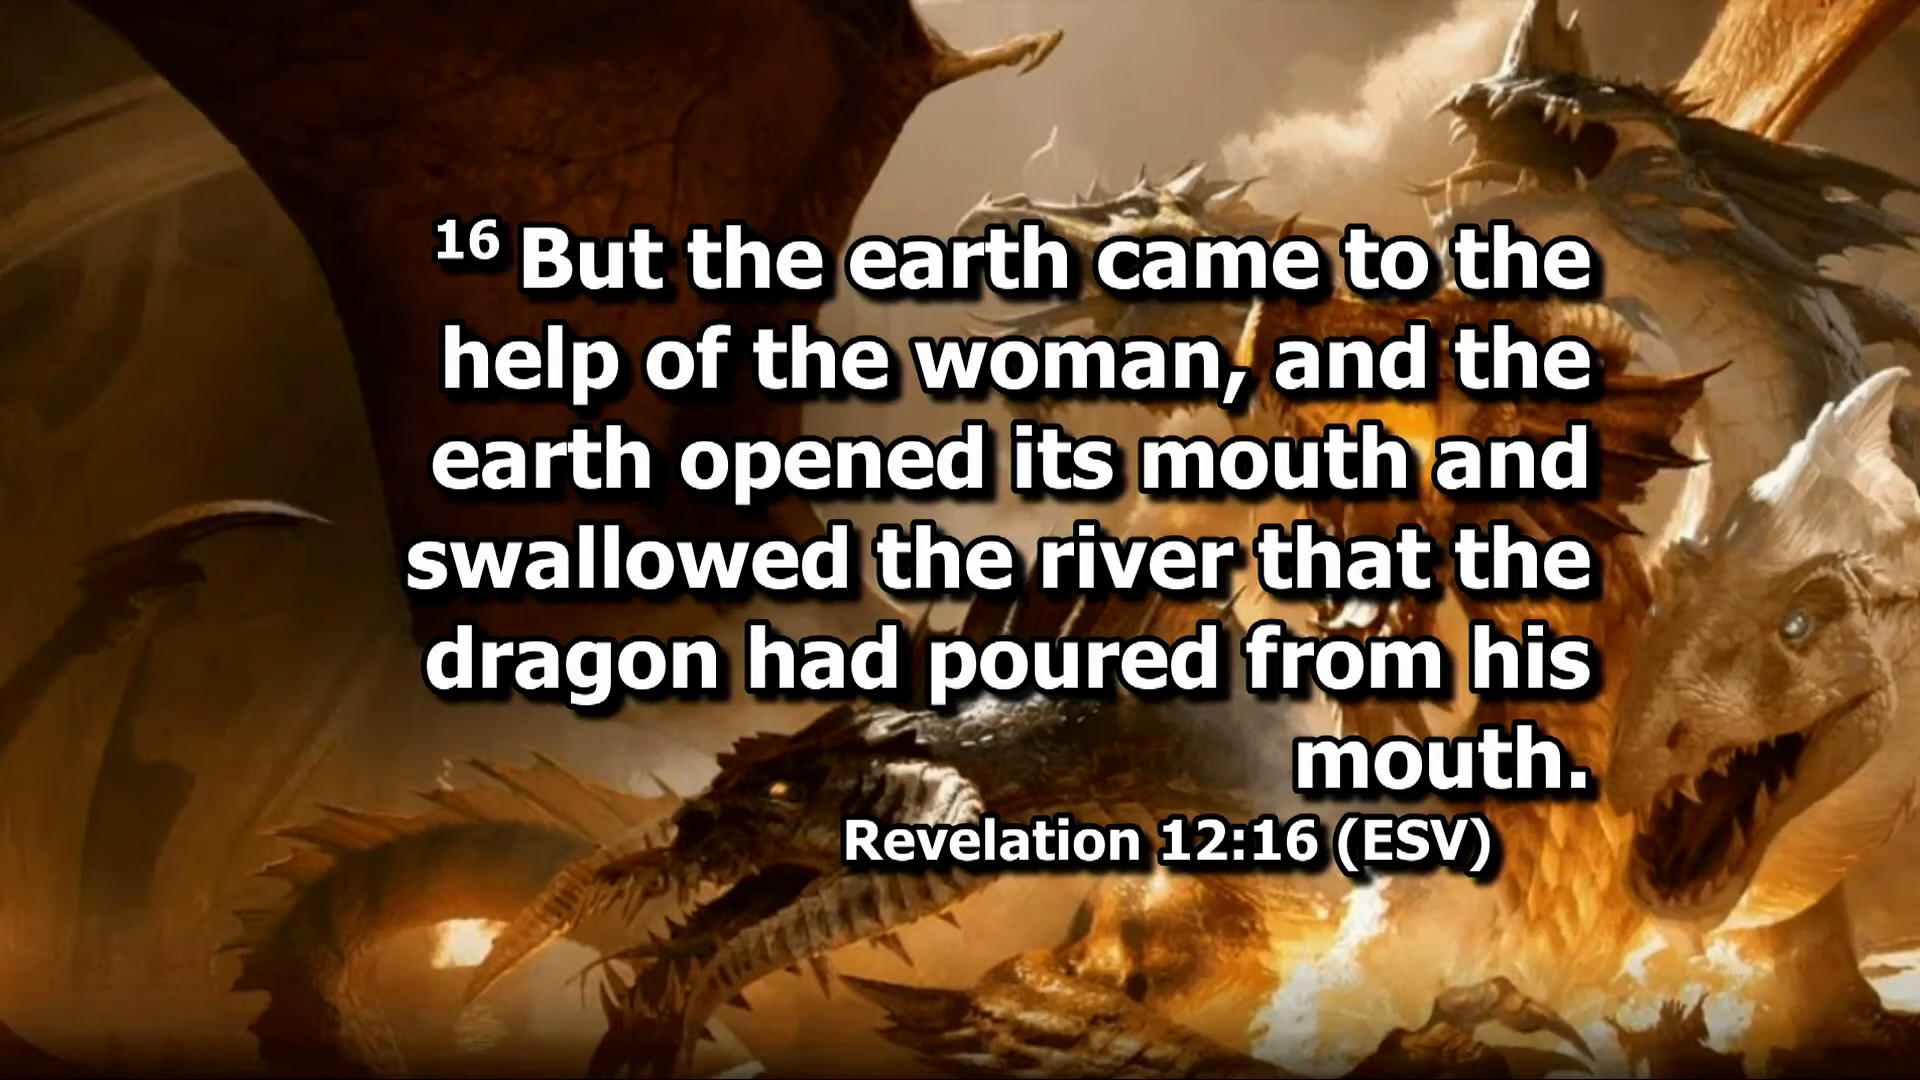 16 But the earth came to the
help of the woman, and the
earth opened its mouth and
swallowed the river that the
dragon had poured from his
mouth.
Revelation 12:16 (ESV)